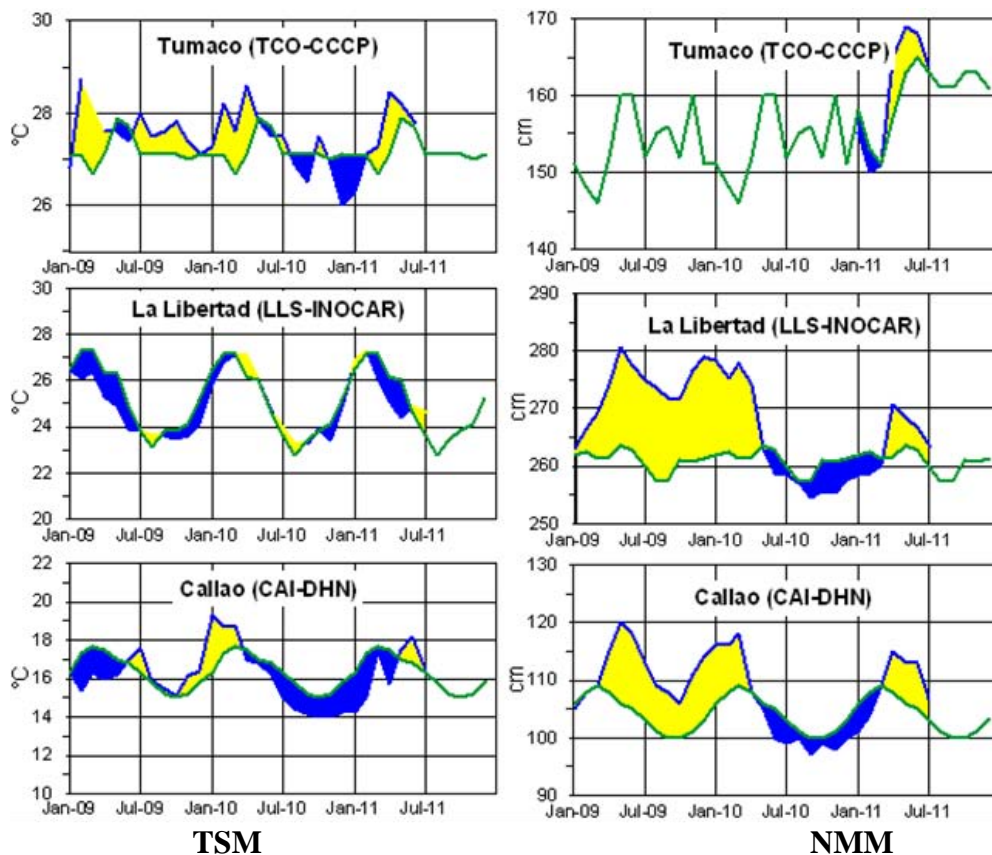 30
28
26
°C
Tumaco (TCO-CCCP)
Jan-09 Jul-09 Jan-10 Jul-10 Jan-11 Jul-11
170
160
150
140
cm
Tumaco (TCO-CCCP)
Jan-09 Jul-09 Jan-10 Jul-10 Jan-11 Jul-11
30
28
26
24
22
20
°C
La Libertad (LLS-INOCAR)
Jan-09 Jul-09 Jan-10 Jul-10 Jan-11 Jul-11
290
280
270
260
250
cm
La Libertad (LLS-INOCAR)
Jan-09 Jul-09 Jan-10 Jul-10 Jan-11 Jul-11
22
20
18
16
14
12
10
°C
Callao (CAI-DHN)
Jan-09 Jul-09 Jan-10 Jul-10 Jan-11 Jul-11
130
120
110
100
90
cm
Callao (CAI-DHN)
Jan-09 Jul-09 Jan-10 Jul-10 Jan-11 Jul-11
TSM
NMM